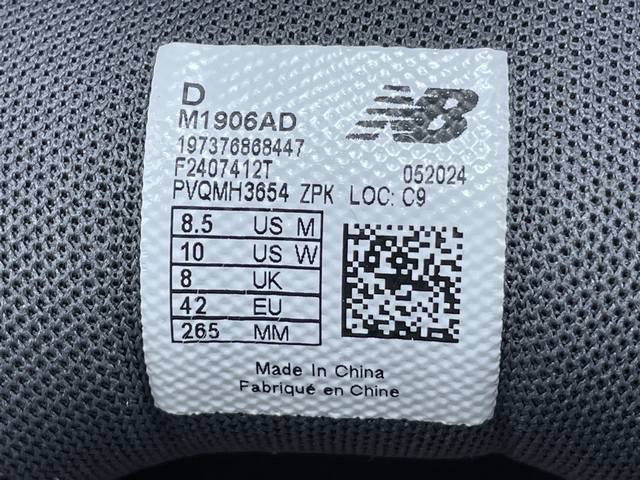 D
NB
M1906AD
197376868447
F2407412T 052024
PVQMH3654 ZPK LOC: C9
8.5 US M
10 US W
8 UK
42 EU
265 MM
Made In China
Fabriqué en Chine